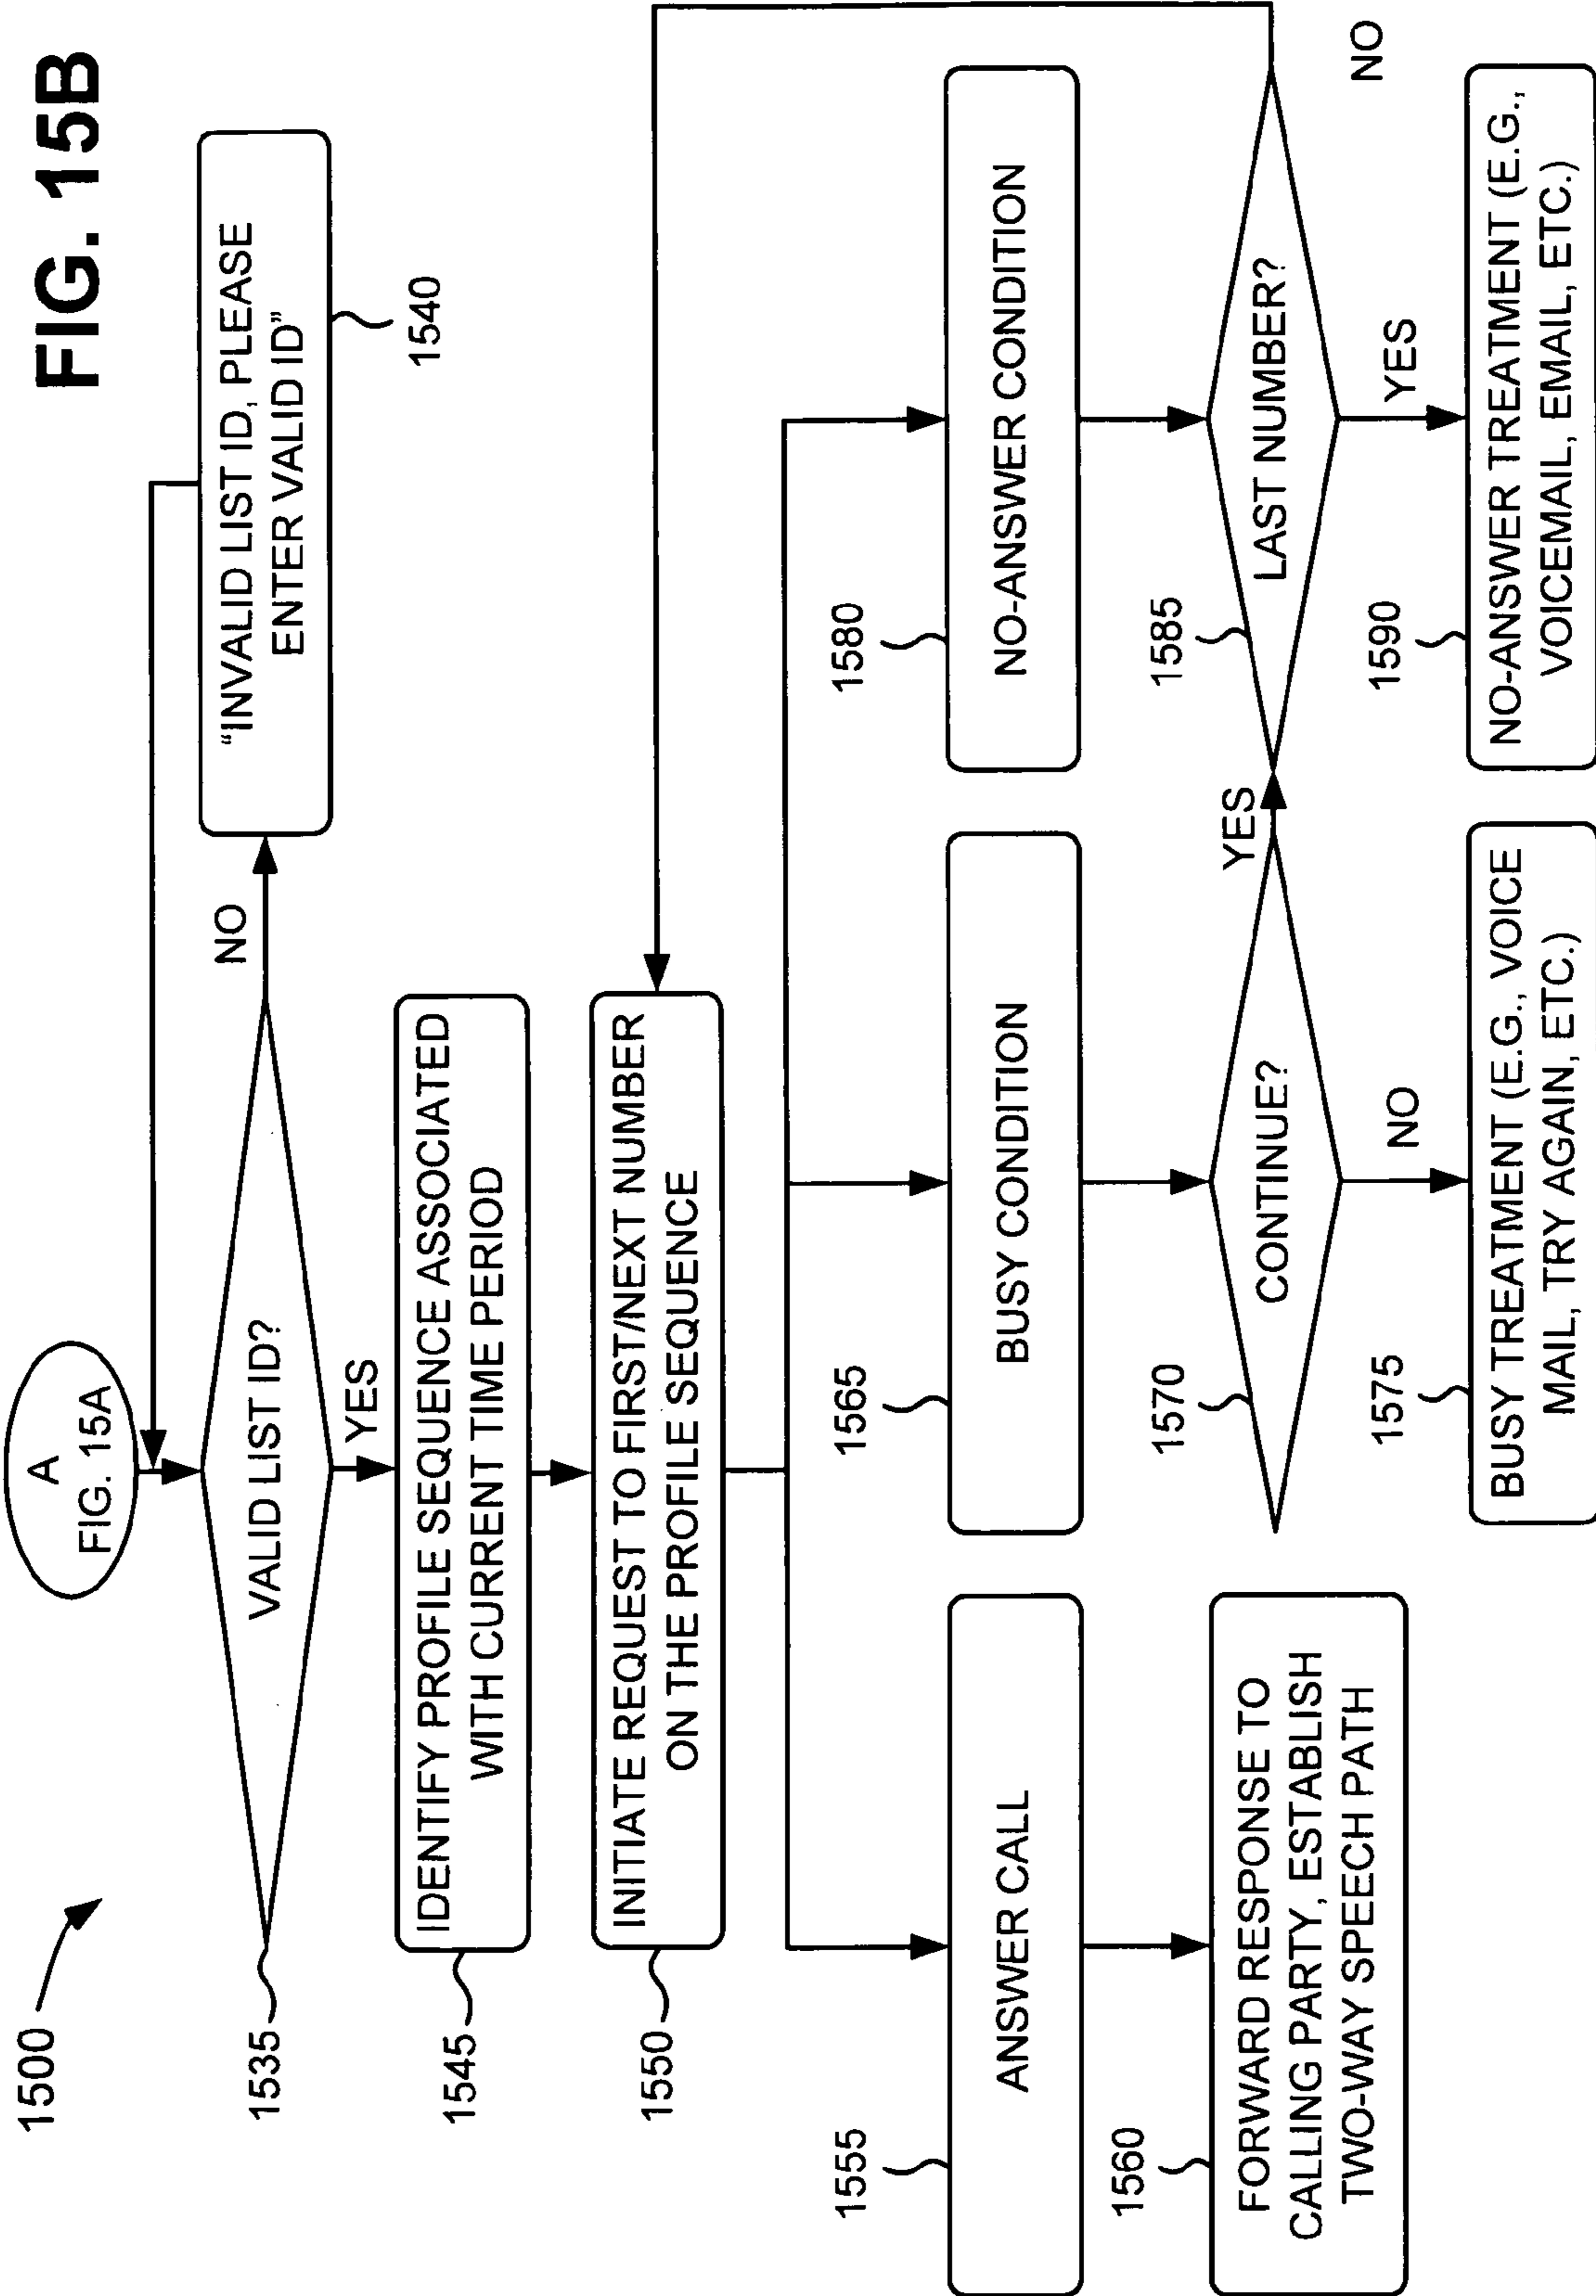 FIG. 15B
1500
A
FIG. 15A
1535
VALID LIST ID?
NO
"INVALID LIST ID, PLEASE
ENTER VALID ID"
1540
YES
1545
IDENTIFY PROFILE SEQUENCE ASSOCIATED
WITH CURRENT TIME PERIOD
1550
INITIATE REQUEST TO FIRST/NEXT NUMBER
ON THE PROFILE SEQUENCE
1555
ANSWER CALL
1565
BUSY CONDITION
1580
NO-ANSWER CONDITION
1560
FORWARD RESPONSE TO
CALLING PARTY, ESTABLISH
TWO-WAY SPEECH PATH
1570
CONTINUE?
YES
1585
LAST NUMBER?
NO
NO
YES
1575
BUSY TREATMENT (E.G., VOICE
MAIL, TRY AGAIN, ETC.)
1590
NO-ANSWER TREATMENT (E.G.,
VOICEMAIL, EMAIL, ETC.)